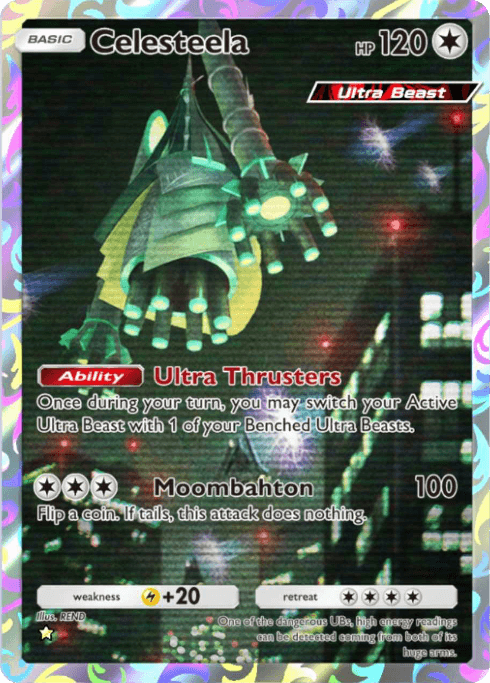 BASIC Celesteela HP 120
Ultra Beast
Ability Ultra Thrusters
Once during your turn, you may switch your Active
Ultra Beast with 1 of your Benched Ultra Beasts.
Moombahton 100
Flip a coin. If tails, this attack does nothing.
weakness +20 retreat
Illus. REND
One of the dangerous UBs, high energy readings
can be detected coming from both of its
huge arms.